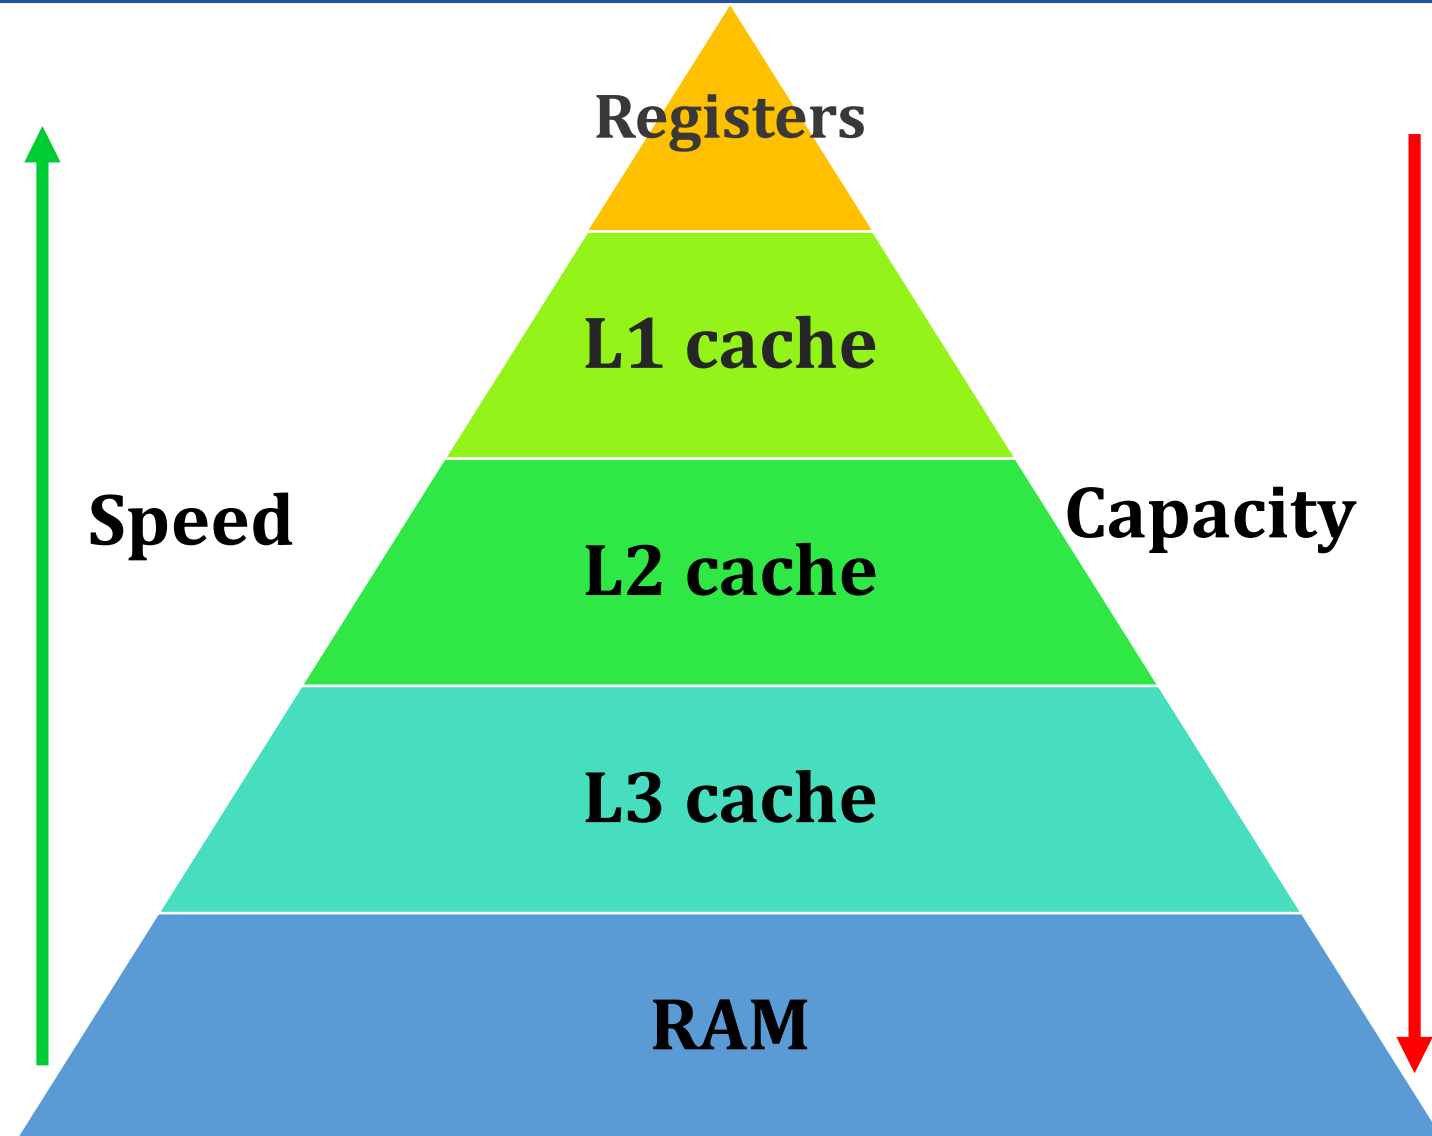 Registers
L1 cache
Speed
Capacity
L2 cache
L3 cache
RAM